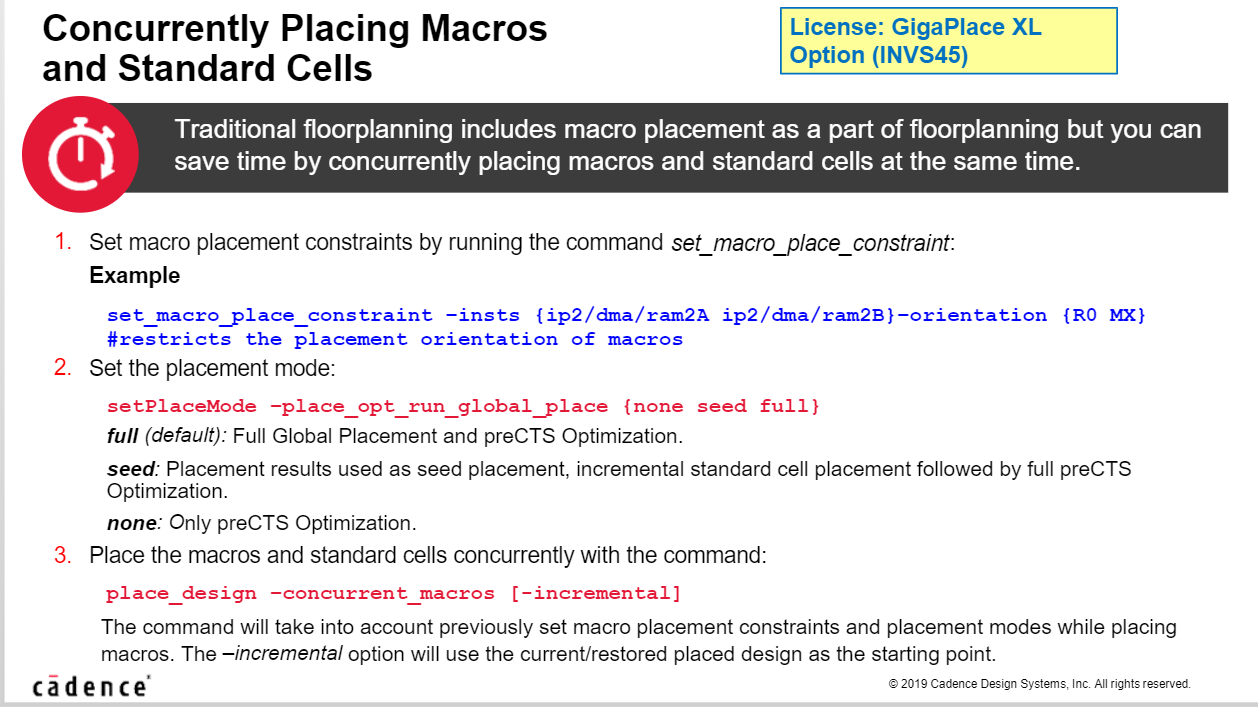 Concurrently Placing Macros
and Standard Cells
License: GigaPlace XL
Option (INVS45)
Traditional floorplanning includes macro placement as a part of floorplanning but you can
save time by concurrently placing macros and standard cells at the same time.
1. Set macro placement constraints by running the command set_macro_place_constraint:
Example
set_macro_place_constraint –insts {ip2/dma/ram2A ip2/dma/ram2B}–orientation {R0 MX}
#restricts the placement orientation of macros
2. Set the placement mode:
setPlaceMode –place_opt_run_global_place {none seed full}
full (default): Full Global Placement and preCTS Optimization.
seed: Placement results used as seed placement, incremental standard cell placement followed by full preCTS
Optimization.
none: Only preCTS Optimization.
3. Place the macros and standard cells concurrently with the command:
place_design –concurrent_macros [-incremental]
The command will take into account previously set macro placement constraints and placement modes while placing
macros. The –incremental option will use the current/restored placed design as the starting point.
cādence
© 2019 Cadence Design Systems, Inc. All rights reserved.